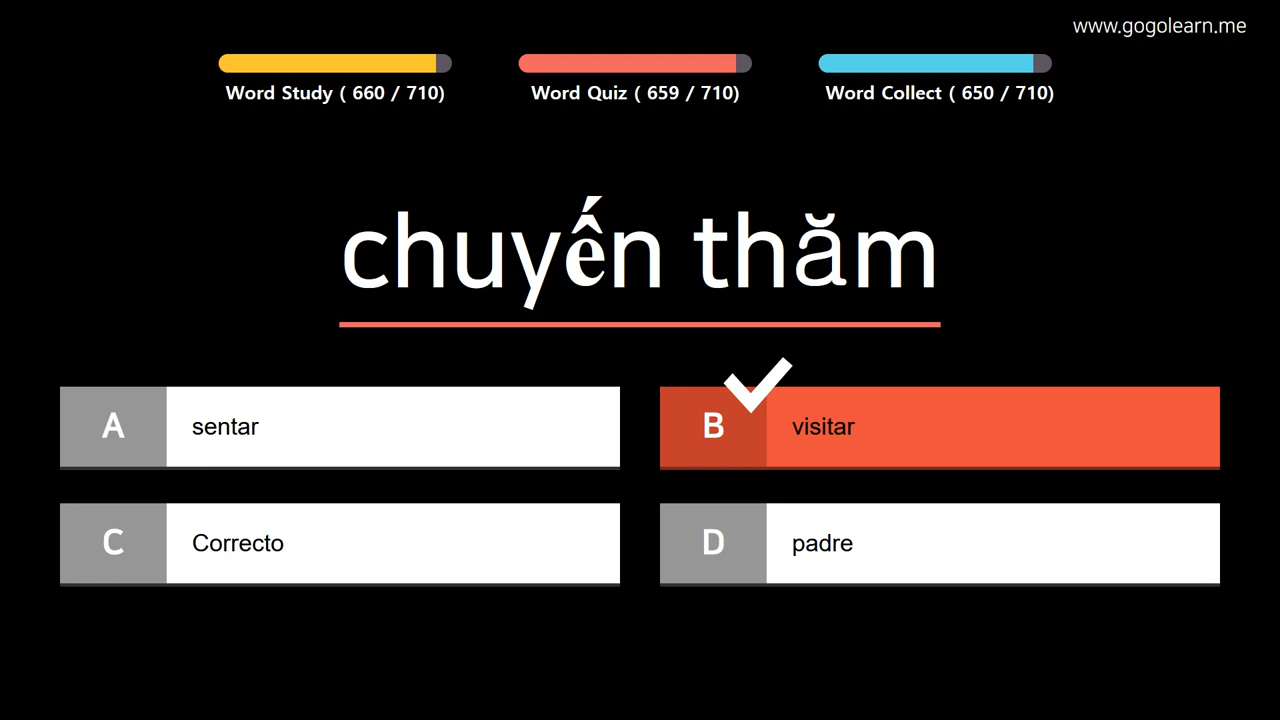 www.gogolearn.me
Word Study ( 660 / 710)
Word Quiz ( 659 / 710)
Word Collect ( 650 / 710)
chuyến thăm
A sentar
B visitar
C Correcto
D padre